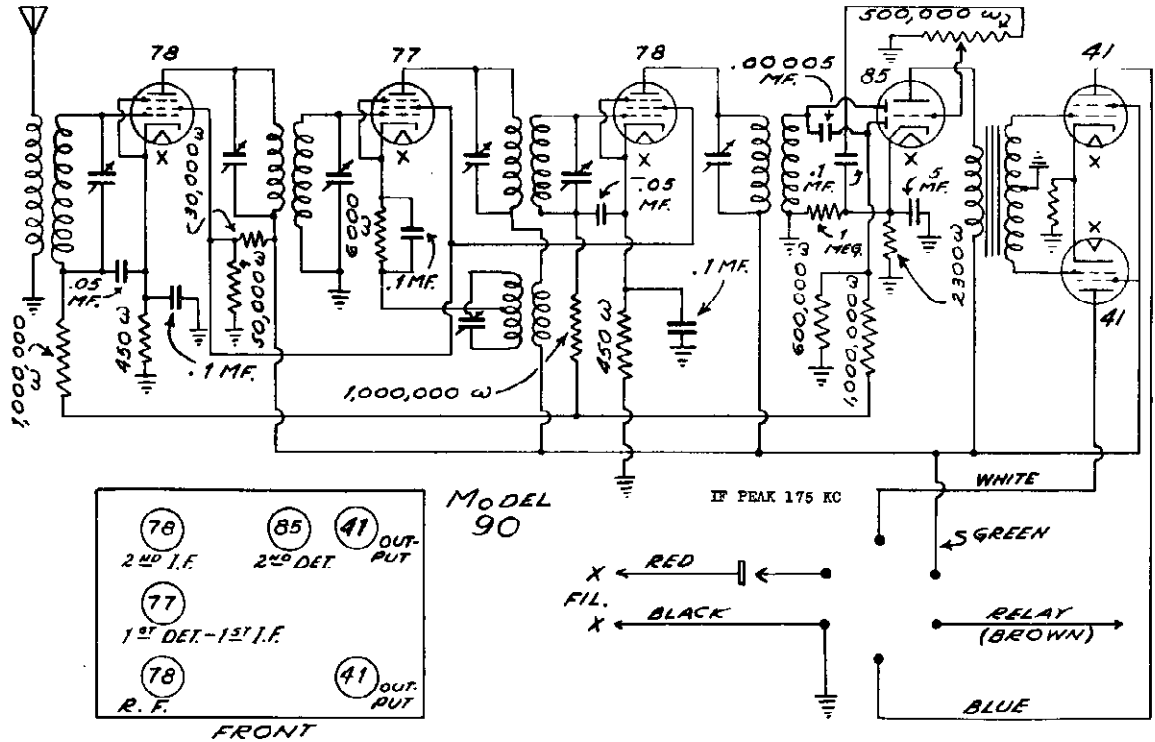 78
77
78
85
41
500,000 ω
.00005
MF.
30,000 ω
.05
MF.
450 ω
.1 MF.
50,000 ω
6000
ω
.1 MF.
.05
MF.
.1
MF.
1
MEG.
.5
MF.
2300 ω
1,000,000 ω
1,000,000 ω
450 ω
.1 MF.
600,000 ω
1,000,000 ω
41
X
X
X
X
X
X
MODEL
90
IF PEAK 175 KC
WHITE
GREEN
X RED
FIL.
X BLACK
RELAY
(BROWN)
BLUE
78
2ND I.F.
85
2ND DET.
41 OUT-
PUT
77
1ST DET.-1ST I.F.
78
R.F.
41 OUT-
PUT
FRONT